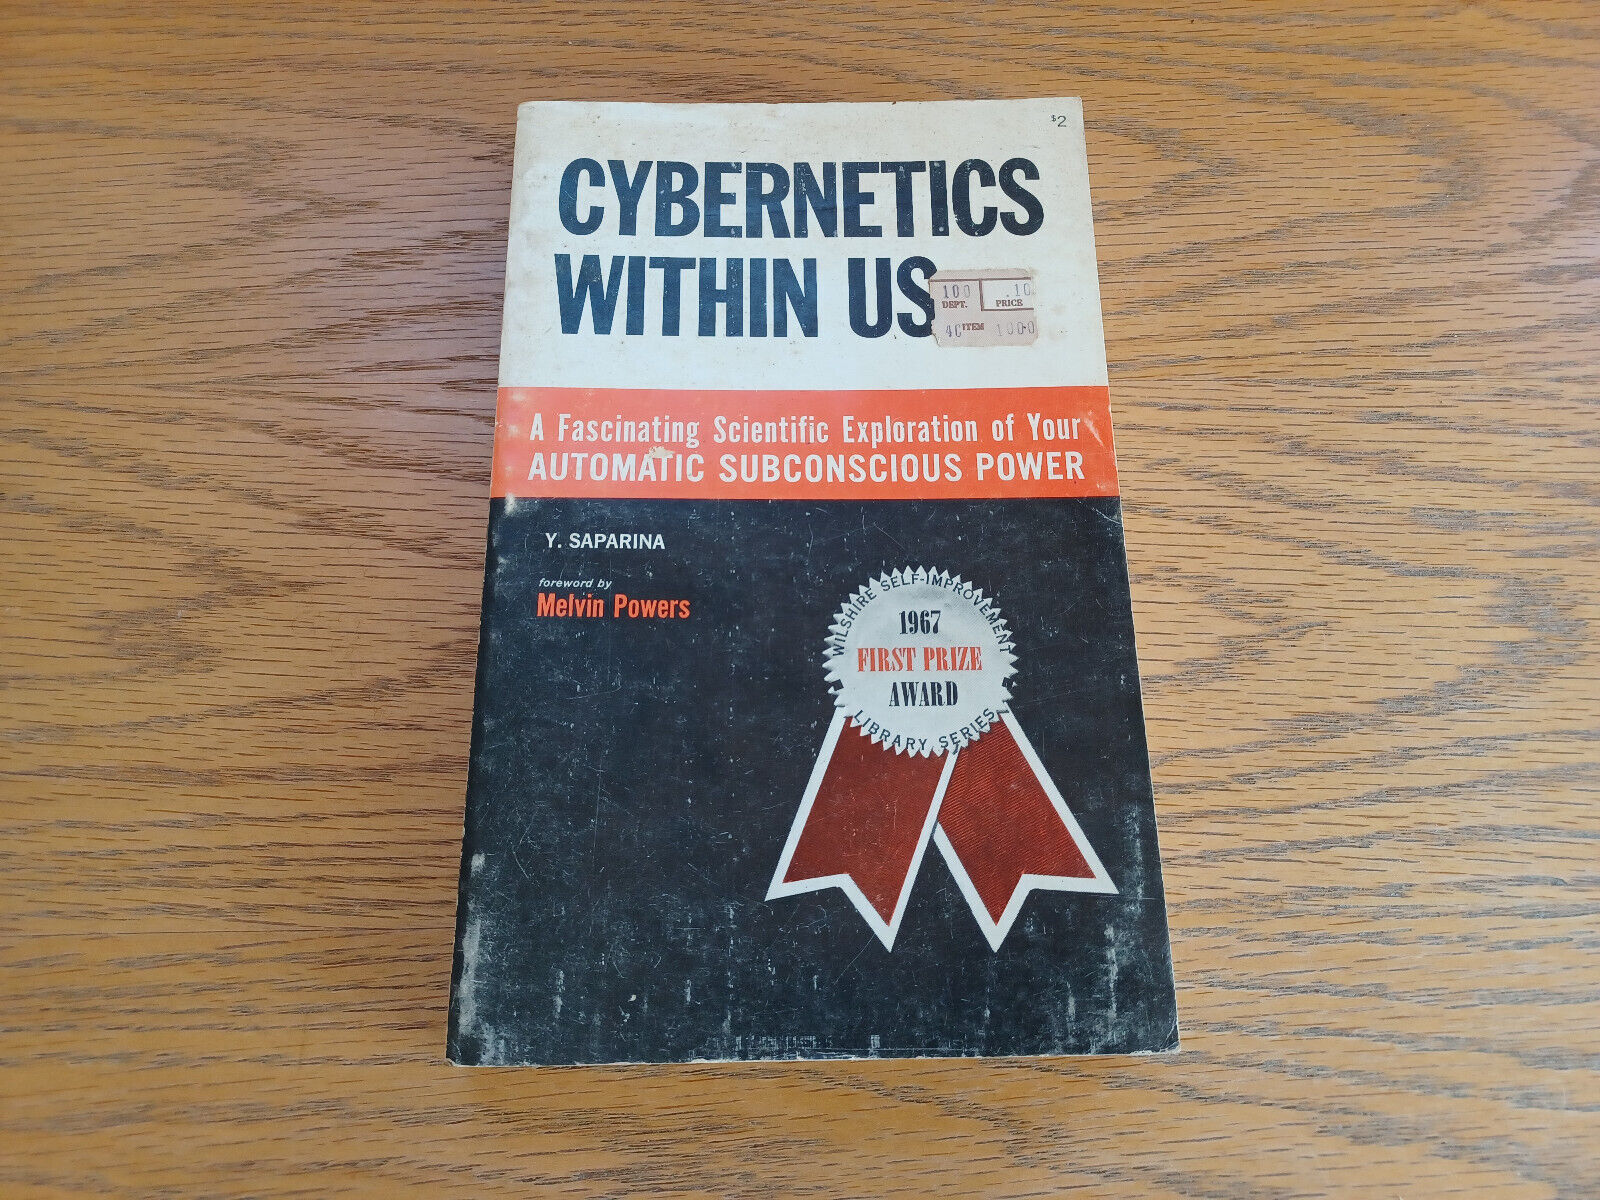 $2
CYBERNETICS
WITHIN US
100 .10
DEPT. PRICE
40 ITEM 1000
A Fascinating Scientific Exploration of Your
AUTOMATIC SUBCONSCIOUS POWER
Y. SAPARINA
foreword by
Melvin Powers
WILSHIRE SELF-IMPROVEMENT
1967
FIRST PRIZE
AWARD
LIBRARY SERIES